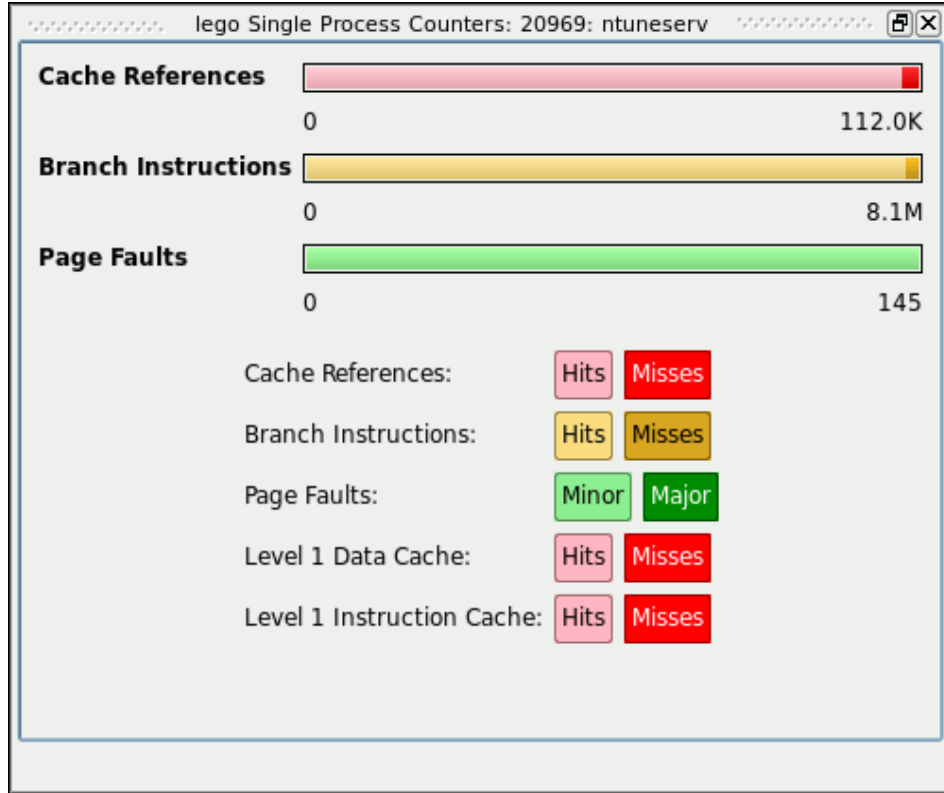 lego Single Process Counters: 20969: ntuneserv
Cache References
0 112.0K
Branch Instructions
0 8.1M
Page Faults
0 145
Cache References: Hits Misses
Branch Instructions: Hits Misses
Page Faults: Minor Major
Level 1 Data Cache: Hits Misses
Level 1 Instruction Cache: Hits Misses